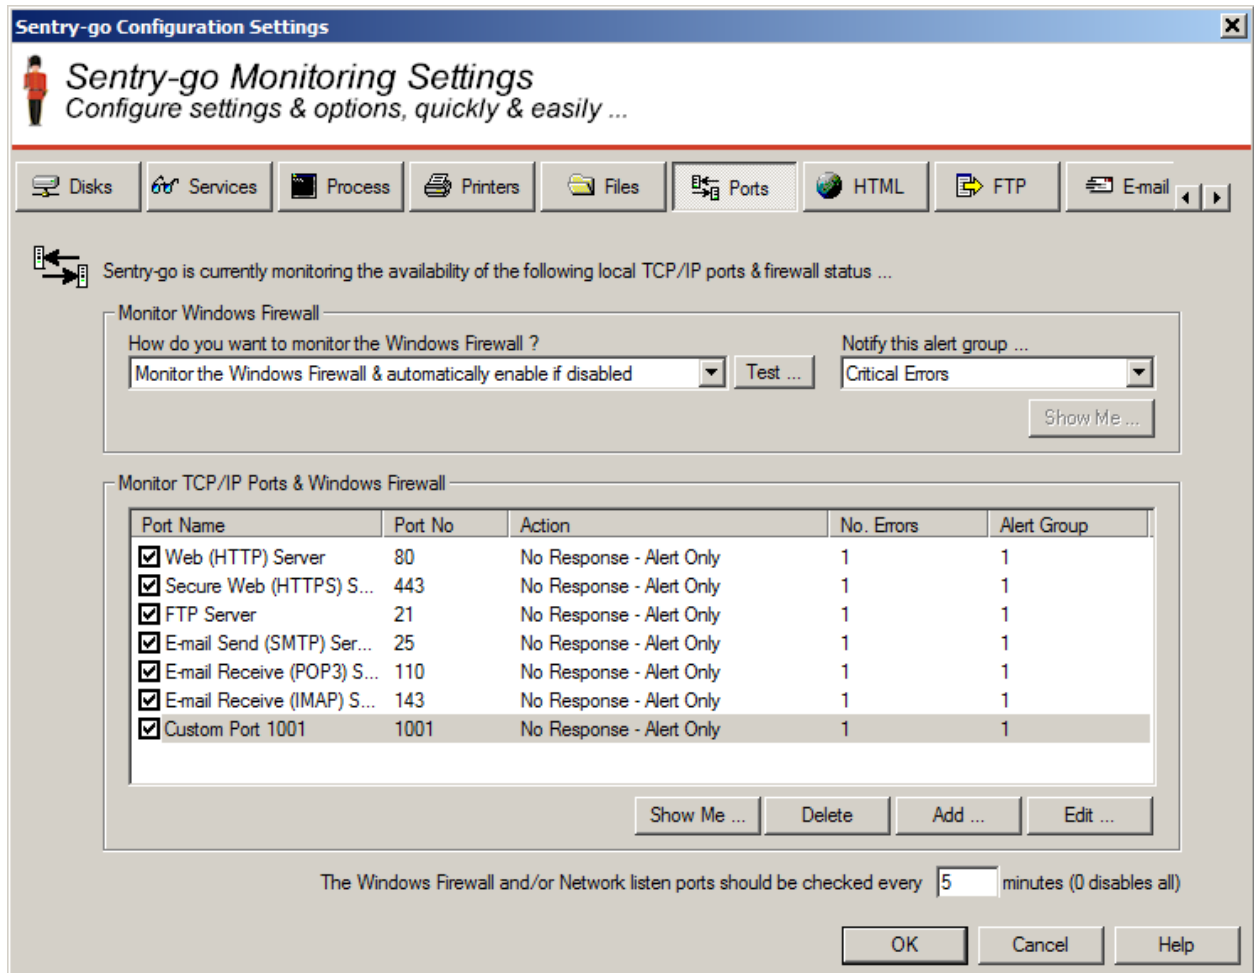 Sentry-go Configuration Settings
Sentry-go Monitoring Settings
Configure settings & options, quickly & easily ...
Disks Services Process Printers Files Ports HTML FTP E-mail
Sentry-go is currently monitoring the availability of the following local TCP/IP ports & firewall status ...
Monitor Windows Firewall
How do you want to monitor the Windows Firewall ? Notify this alert group ...
Monitor the Windows Firewall & automatically enable if disabled Test ... Critical Errors
Show Me ...
Monitor TCP/IP Ports & Windows Firewall
Port Name Port No Action No. Errors Alert Group
Web (HTTP) Server 80 No Response - Alert Only 1 1
Secure Web (HTTPS) S... 443 No Response - Alert Only 1 1
FTP Server 21 No Response - Alert Only 1 1
E-mail Send (SMTP) Ser... 25 No Response - Alert Only 1 1
E-mail Receive (POP3) S... 110 No Response - Alert Only 1 1
E-mail Receive (IMAP) S... 143 No Response - Alert Only 1 1
Custom Port 1001 1001 No Response - Alert Only 1 1
Show Me ... Delete Add ... Edit ...
The Windows Firewall and/or Network listen ports should be checked every 5 minutes (0 disables all)
OK Cancel Help